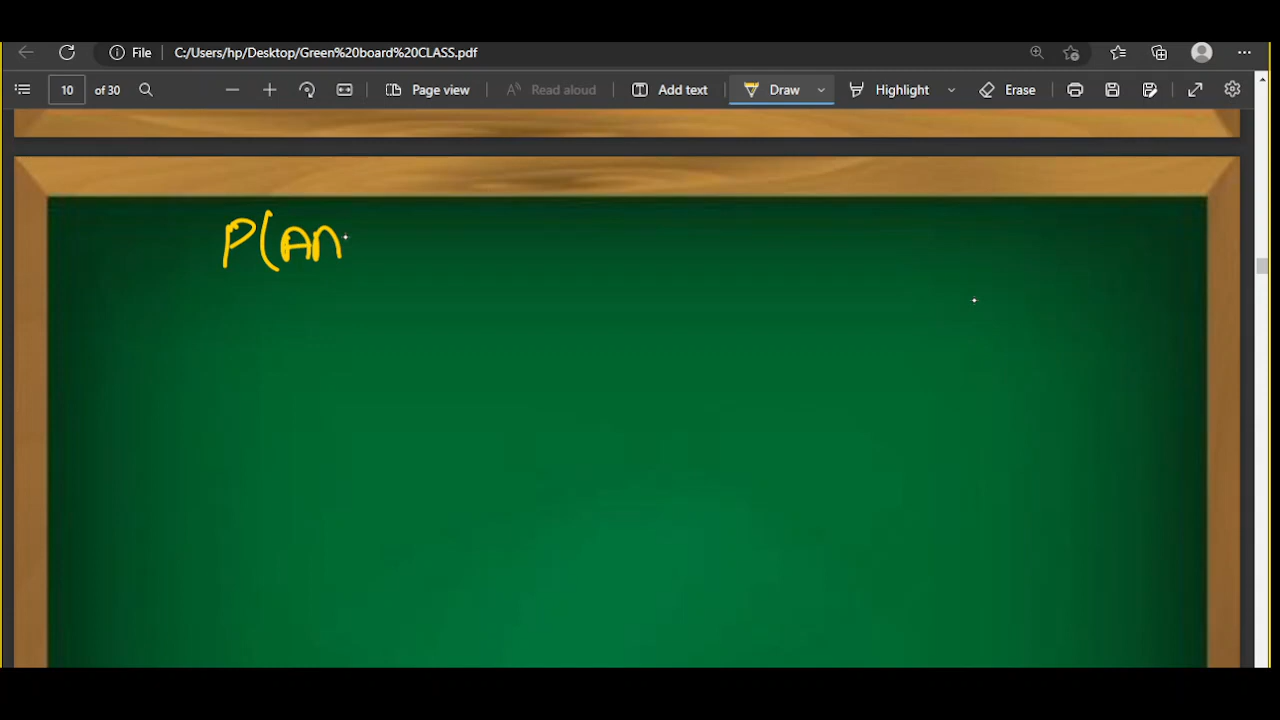 File C:/Users/hp/Desktop/Green%20board%20CLASS.pdf
10 of 30 Page view Read aloud Add text Draw Highlight Erase
P(A∩